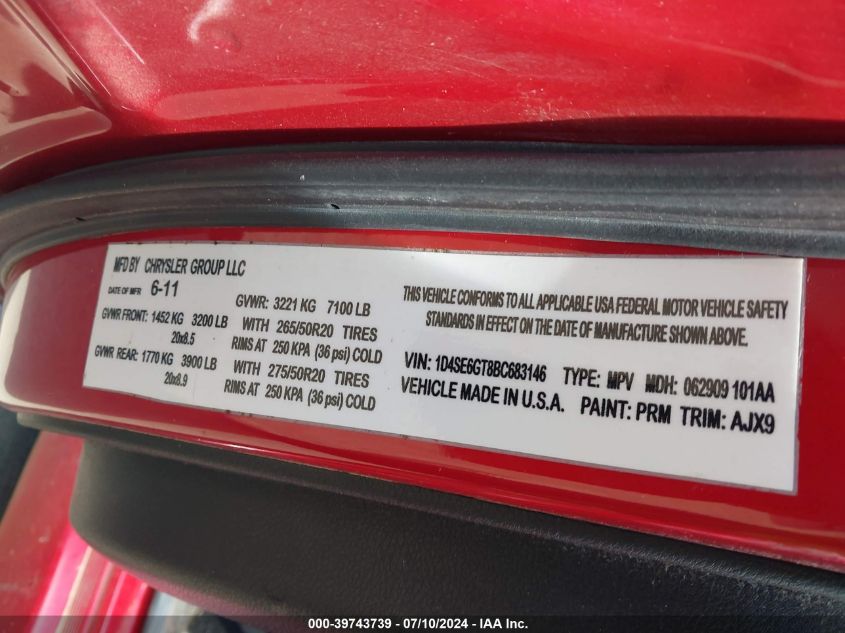 MFD BY CHRYSLER GROUP LLC
DATE OF MFR 6-11
GVWR FRONT: 1452 KG 3200 LB
20x8.5
GVWR REAR: 1770 KG 3900 LB
20x8.9
GVWR: 3221 KG 7100 LB
WITH 265/50R20 TIRES
RIMS AT 250 KPA (36 psi) COLD
WITH 275/50R20 TIRES
RIMS AT 250 KPA (36 psi) COLD
THIS VEHICLE CONFORMS TO ALL APPLICABLE USA FEDERAL MOTOR VEHICLE SAFETY
STANDARDS IN EFFECT ON THE DATE OF MANUFACTURE SHOWN ABOVE.
VIN: 1D4SE6GT8BC683146 TYPE: MPV MDH: 062909 101AA
VEHICLE MADE IN U.S.A. PAINT: PRM TRIM: AJX9
000-39743739 - 07/10/2024 - IAA Inc.